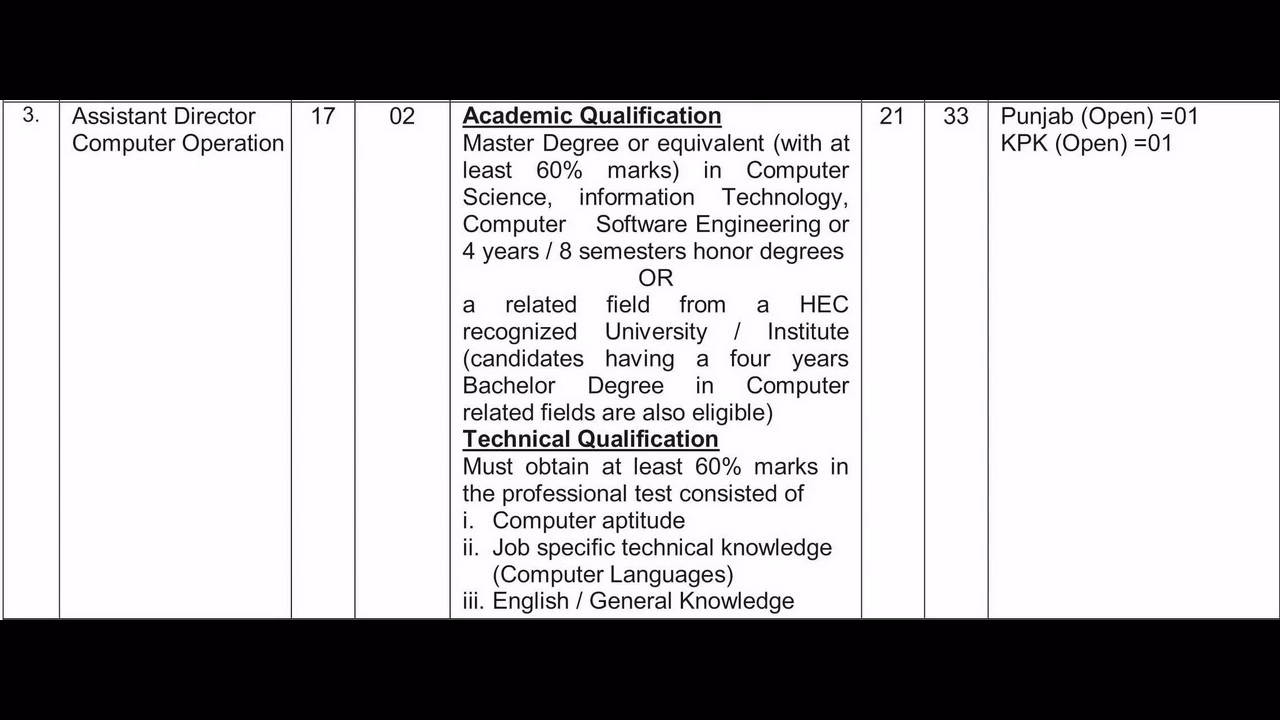 3.
Assistant Director
Computer Operation
17
02
Academic Qualification
Master Degree or equivalent (with at
least 60% marks) in Computer
Science, information Technology,
Computer Software Engineering or
4 years / 8 semesters honor degrees
OR
a related field from a HEC
recognized University / Institute
(candidates having a four years
Bachelor Degree in Computer
related fields are also eligible)
Technical Qualification
Must obtain at least 60% marks in
the professional test consisted of
i. Computer aptitude
ii. Job specific technical knowledge
(Computer Languages)
iii. English / General Knowledge
21
33
Punjab (Open) =01
KPK (Open) =01